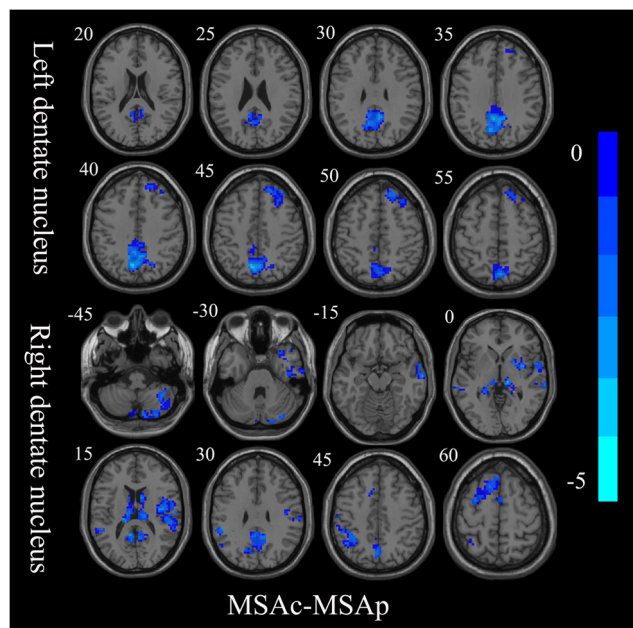 Left dentate nucleus
20 25 30 35
40 45 50 55
Right dentate nucleus
-45 -30 -15 0
15 30 45 60
0
-5
MSAc-MSAp